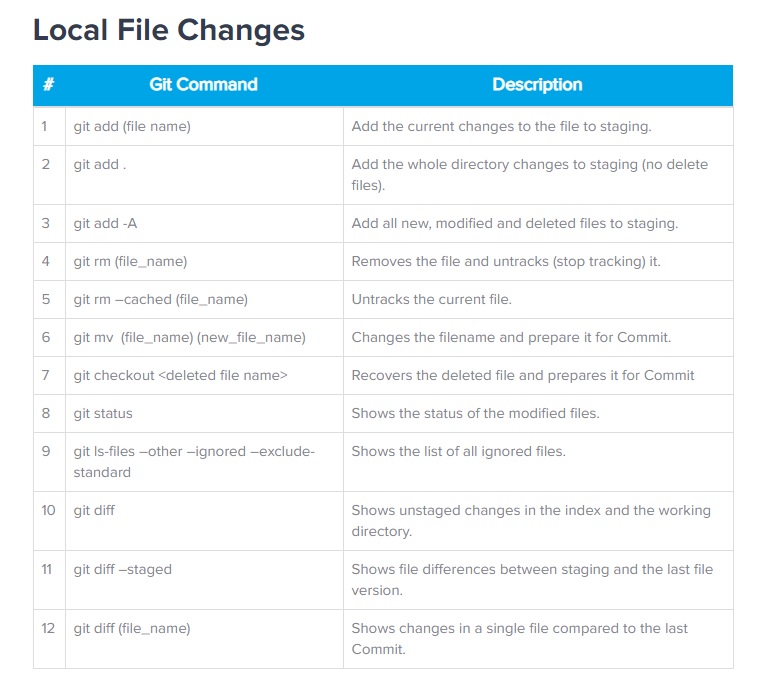 Local File Changes
# Git Command Description
1 git add (file name) Add the current changes to the file to staging.
2 git add . Add the whole directory changes to staging (no delete
files).
3 git add -A Add all new, modified and deleted files to staging.
4 git rm (file_name) Removes the file and untracks (stop tracking) it.
5 git rm –cached (file_name) Untracks the current file.
6 git mv  (file_name) (new_file_name) Changes the filename and prepare it for Commit.
7 git checkout <deleted file name> Recovers the deleted file and prepares it for Commit
8 git status Shows the status of the modified files.
9 git ls-files –other –ignored –exclude- Shows the list of all ignored files.
standard
10 git diff Shows unstaged changes in the index and the working
directory.
11 git diff –staged Shows file differences between staging and the last file
version.
12 git diff (file_name) Shows changes in a single file compared to the last
Commit.